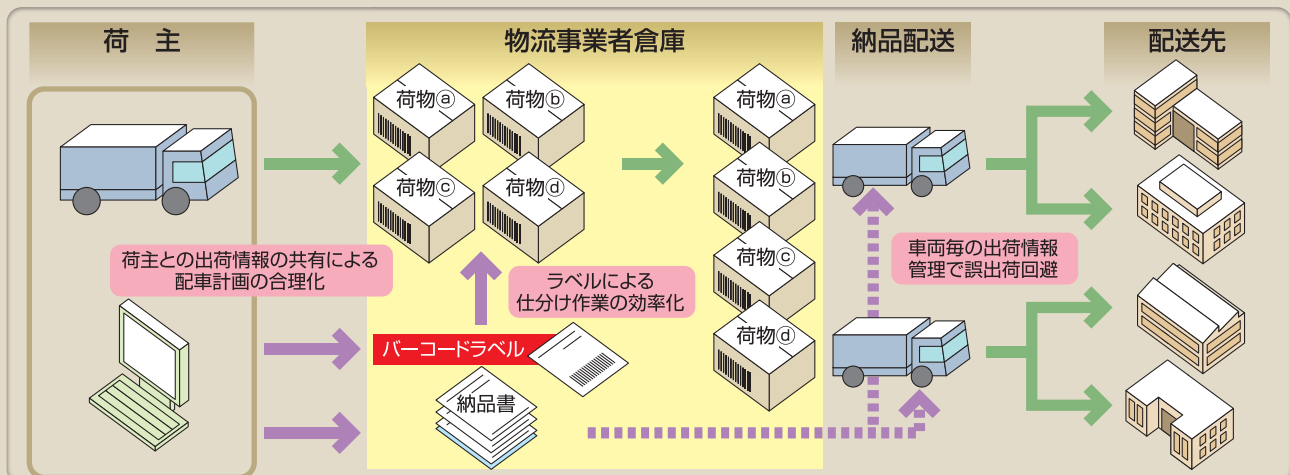 荷　主
物流事業者倉庫
納品配送
配送先
荷物ⓐ
荷物ⓑ
荷物ⓒ
荷物ⓓ
荷物ⓐ
荷物ⓑ
荷物ⓒ
荷物ⓓ
荷主との出荷情報の共有による
配車計画の合理化
ラベルによる
仕分け作業の効率化
車両毎の出荷情報
管理で誤出荷回避
バーコードラベル
納品書